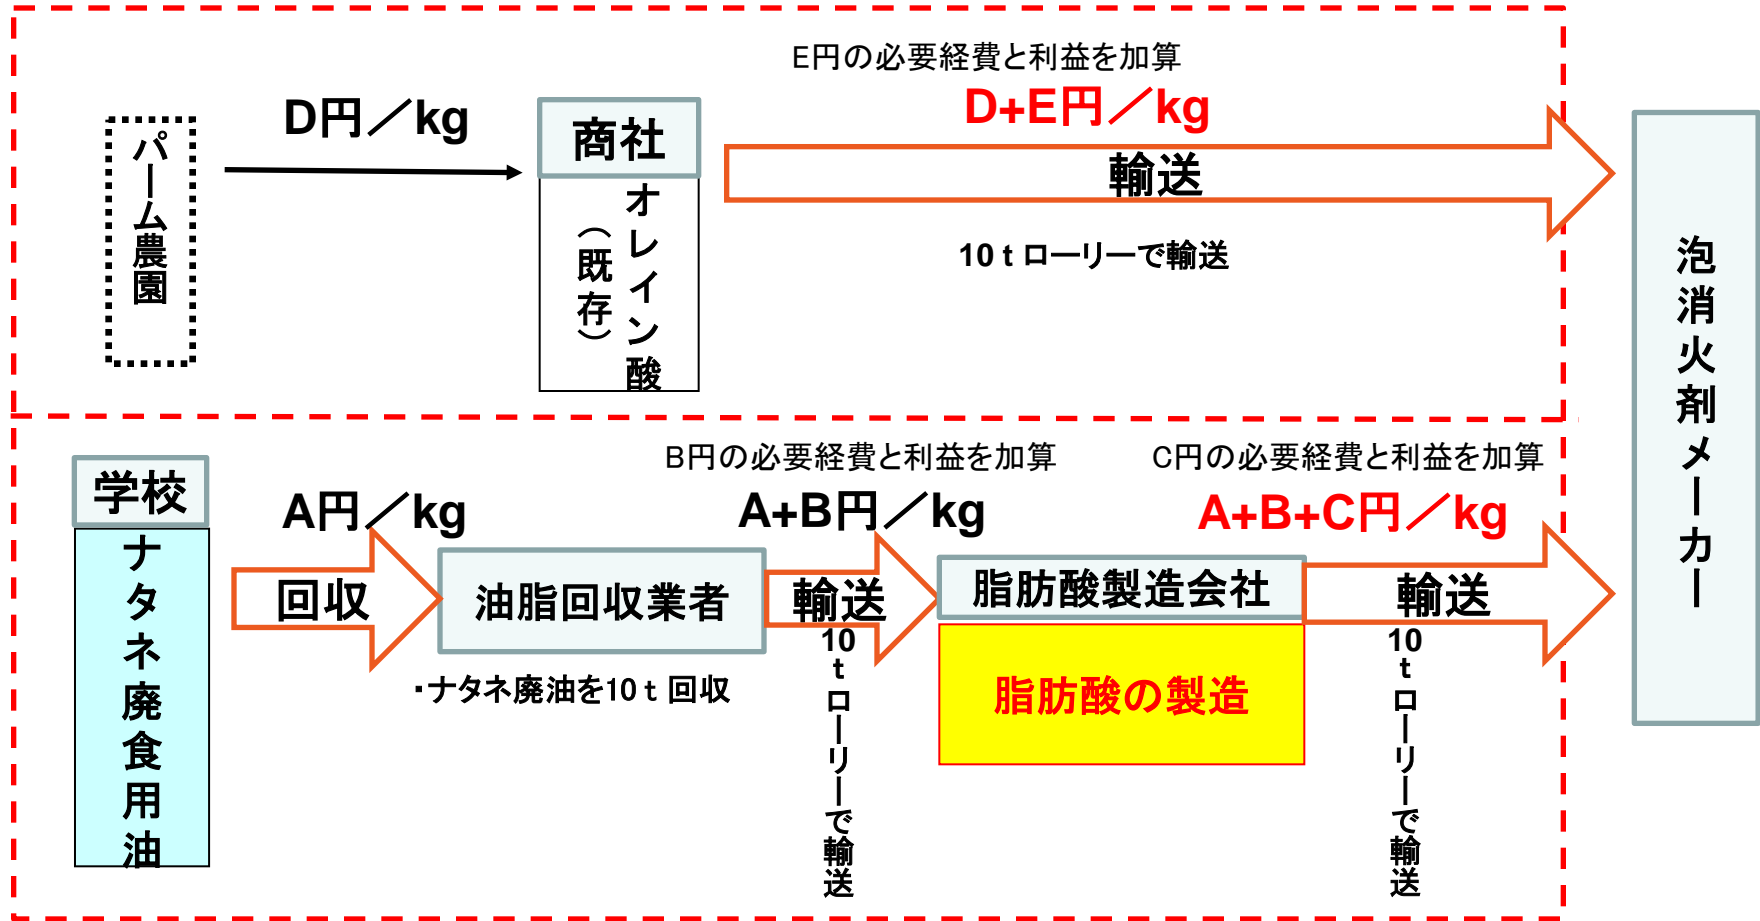 E円の必要経費と利益を加算
D円／kg
D+E円／kg
パーム農園
商社
オレイン酸
（既存）
輸送
10ｔローリーで輸送
泡消火剤メーカー
B円の必要経費と利益を加算
C円の必要経費と利益を加算
学校
A円／kg
A+B円／kg
A+B+C円／kg
ナタネ廃食用油
回収
油脂回収業者
輸送
脂肪酸製造会社
輸送
・ナタネ廃油を10ｔ回収
10ｔローリーで輸送
脂肪酸の製造
10ｔローリーで輸送